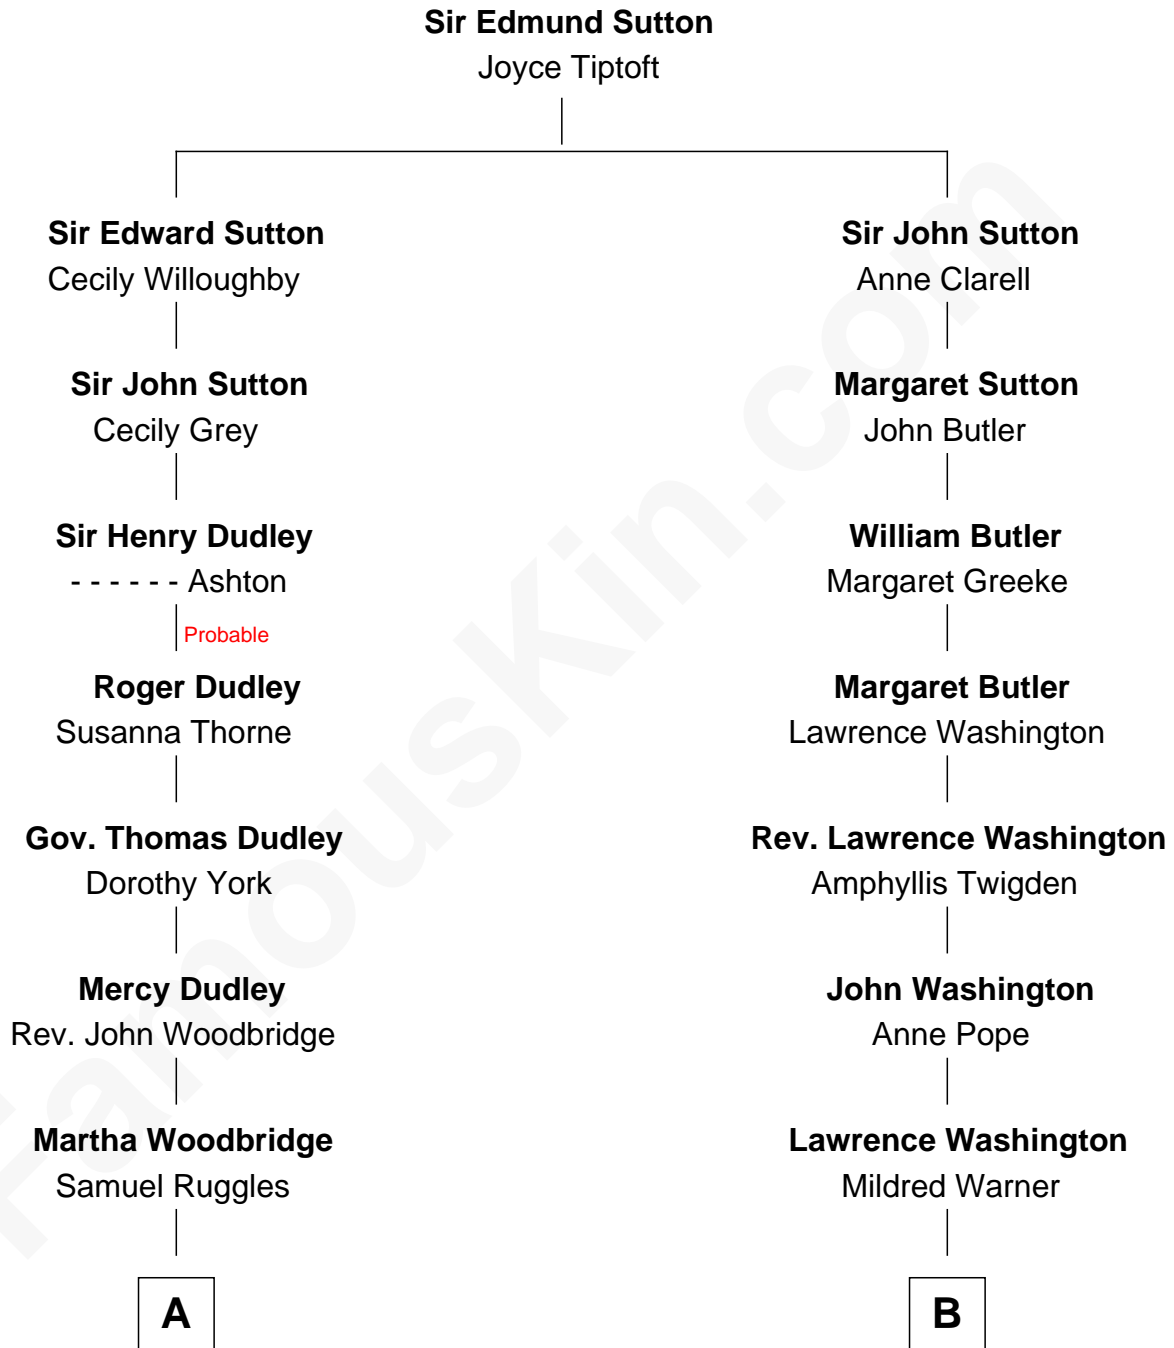 Sir Edmund Sutton
Joyce Tiptoft
Sir Edward Sutton
Cecily Willoughby
Sir John Sutton
Anne Clarell
Sir John Sutton
Cecily Grey
Margaret Sutton
John Butler
Sir Henry Dudley
- - - - - - Ashton
William Butler
Margaret Greeke
Probable
Roger Dudley
Susanna Thorne
Margaret Butler
Lawrence Washington
Gov. Thomas Dudley
Dorothy York
Rev. Lawrence Washington
Amphyllis Twigden
Mercy Dudley
Rev. John Woodbridge
John Washington
Anne Pope
Martha Woodbridge
Samuel Ruggles
Lawrence Washington
Mildred Warner
A
B
FamousKin.com